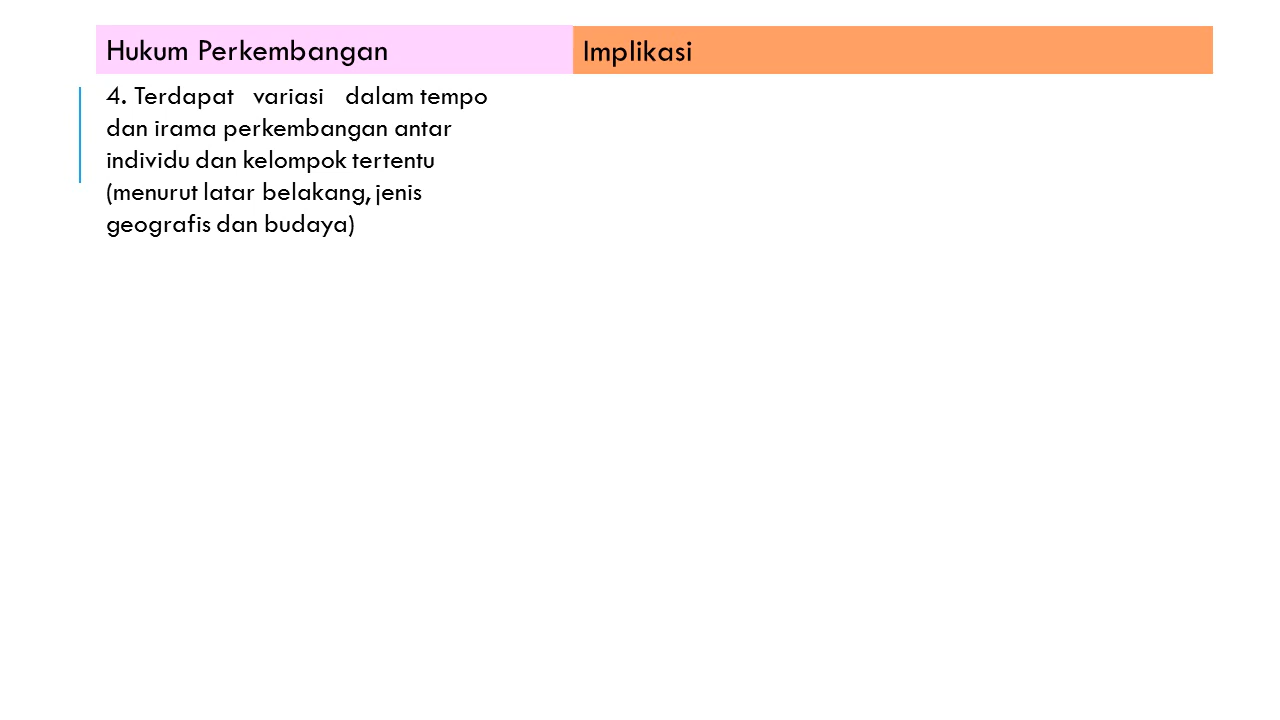 Hukum Perkembangan
Implikasi
4. Terdapat variasi dalam tempo
dan irama perkembangan antar
individu dan kelompok tertentu
(menurut latar belakang, jenis
geografis dan budaya)